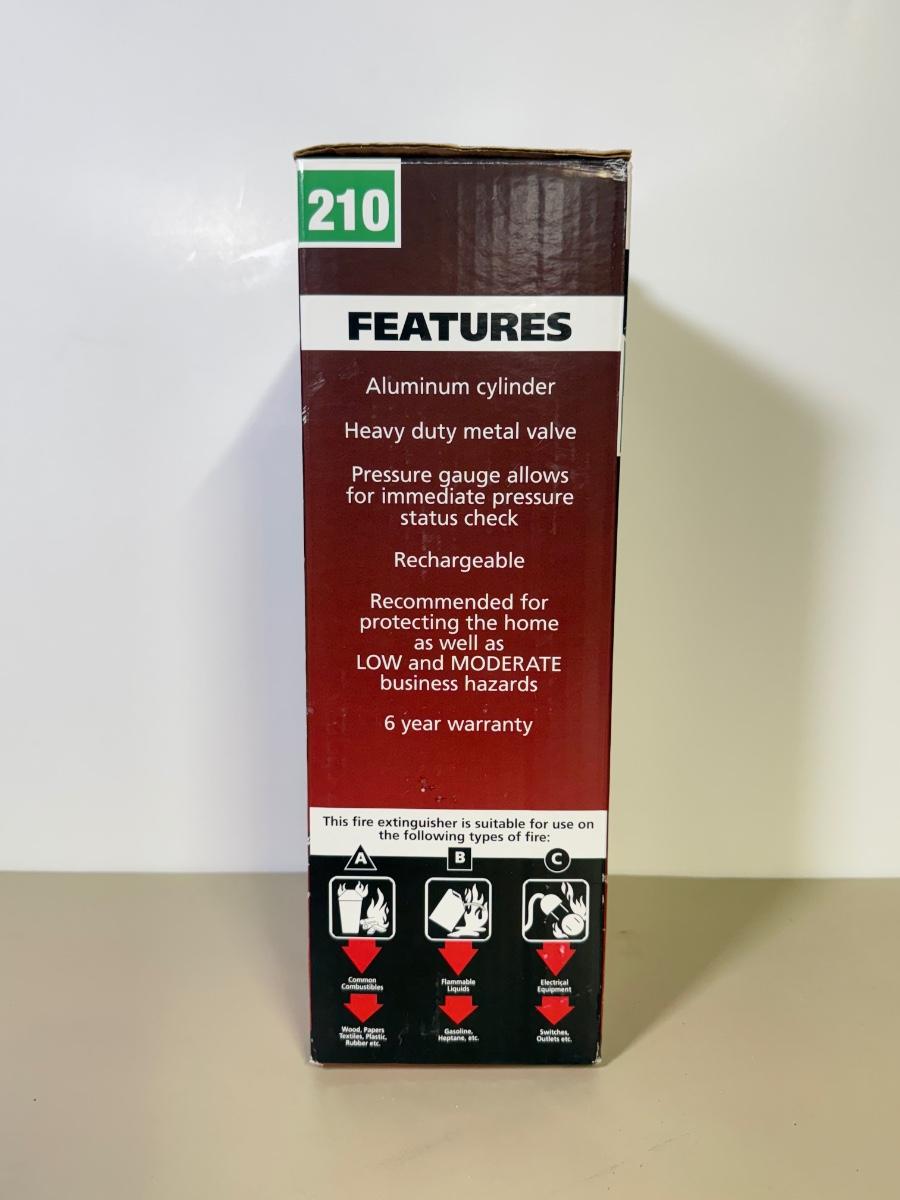 210
FEATURES
Aluminum cylinder
Heavy duty metal valve
Pressure gauge allows
for immediate pressure
status check
Rechargeable
Recommended for
protecting the home
as well as
LOW and MODERATE
business hazards
6 year warranty
This fire extinguisher is suitable for use on
the following types of fire:
A B C
Common
Combustibles
Flammable
Liquids
Electrical
Equipment
Wood, Papers
Textiles, Plastic,
Rubber etc.
Gasoline,
Heptane, etc.
Switches,
Outlets etc.